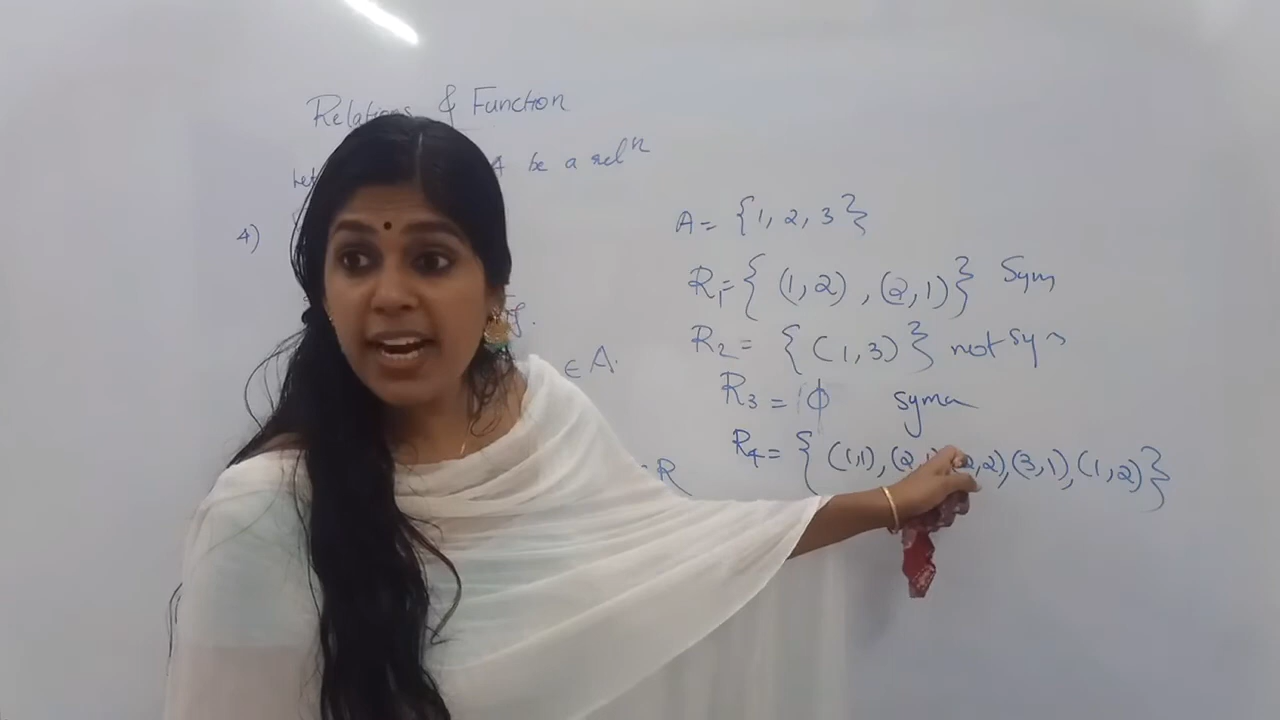 Relations & Function
Let A be a relⁿ
4)
∈ A.
R
A = {1, 2, 3}
R₁ = { (1,2) , (2,1)} Sym
R₂ = { (1,3) } not sym
R₃ = ϕ syma
R₄ = { (1,1), (2,1), (2,2), (3,1), (1,2) }